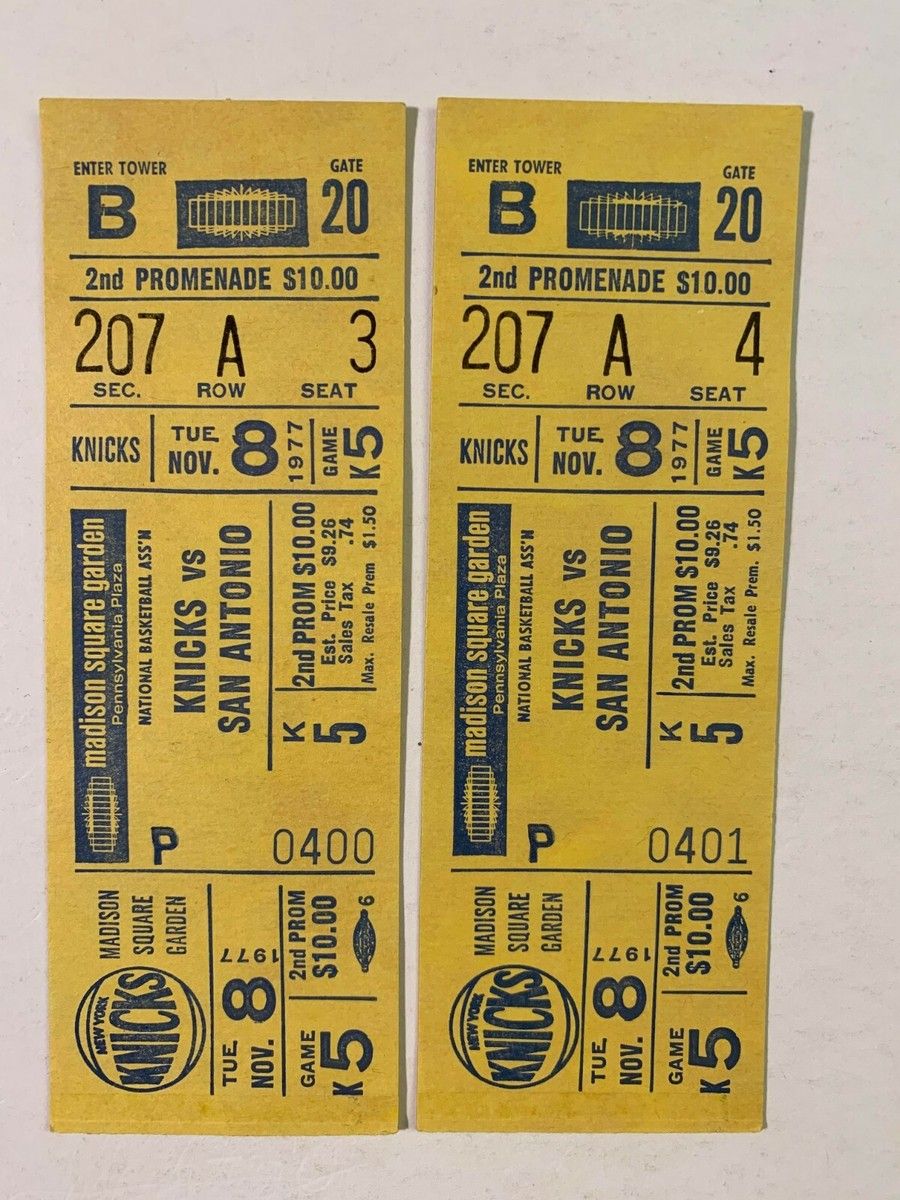 ENTER TOWER GATE
B 20
2nd PROMENADE $10.00
207 A 3
SEC. ROW SEAT
KNICKS
TUE
NOV. 8 1977
GAME
K5
madison square garden
Pennsylvania Plaza
NATIONAL BASKETBALL ASS'N
KNICKS VS
SAN ANTONIO
2nd PROM $10.00
Est. Price $9.26
Sales Tax .74
Max. Resale Prem. $1.50
K
5
P 0400
MADISON
SQUARE
GARDEN
NEW YORK
KNICKS
TUE
NOV. 8 1977
2nd PROM
$10.00
6
GAME
K5
ENTER TOWER GATE
B 20
2nd PROMENADE $10.00
207 A 4
SEC. ROW SEAT
KNICKS
TUE
NOV. 8 1977
GAME
K5
madison square garden
Pennsylvania Plaza
NATIONAL BASKETBALL ASS'N
KNICKS VS
SAN ANTONIO
2nd PROM $10.00
Est. Price $9.26
Sales Tax .74
Max. Resale Prem. $1.50
K
5
P 0401
MADISON
SQUARE
GARDEN
NEW YORK
KNICKS
TUE
NOV. 8 1977
2nd PROM
$10.00
6
GAME
K5